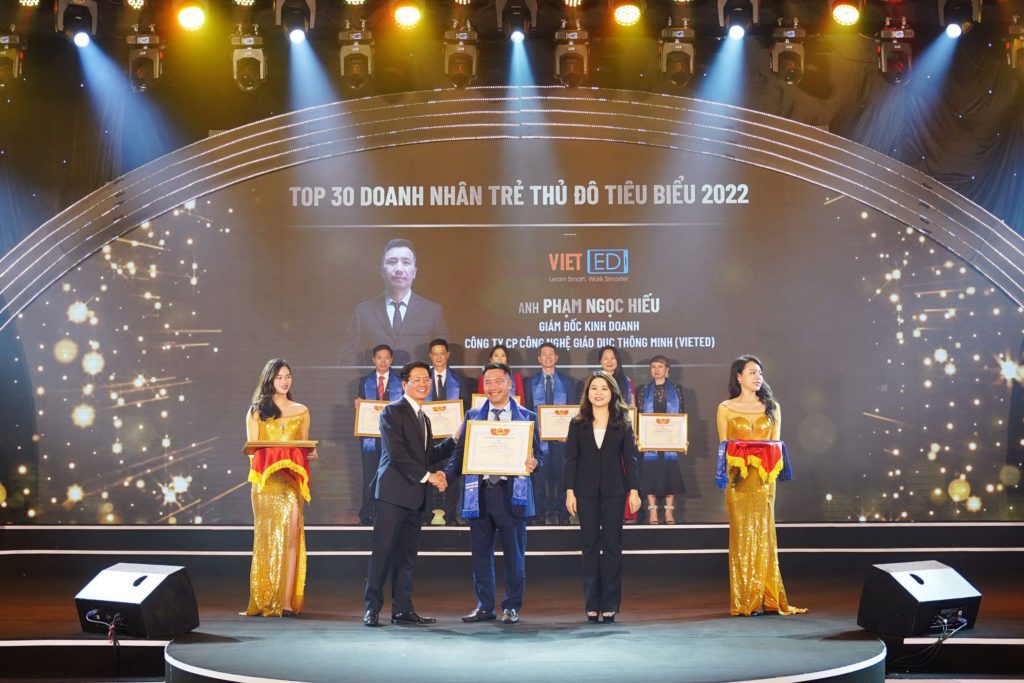 TOP 30 DOANH NHÂN TRẺ THỦ ĐÔ TIÊU BIỂU 2022
VIET ED
Learn Smart, Work Smarter
ANH PHẠM NGỌC HIẾU
GIÁM ĐỐC KINH DOANH
CÔNG TY CP CÔNG NGHỆ GIÁO DỤC THÔNG MINH (VIETED)